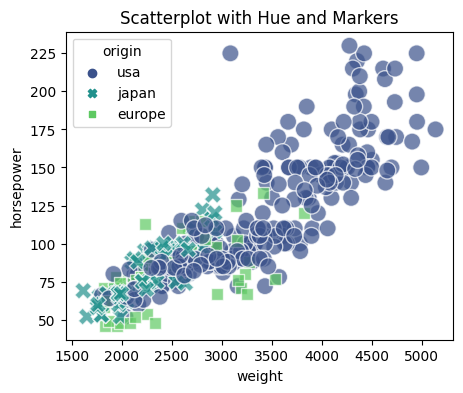 Scatterplot with Hue and Markers
origin
usa
japan
europe
horsepower
225
200
175
150
125
100
75
50
1500 2000 2500 3000 3500 4000 4500 5000
weight